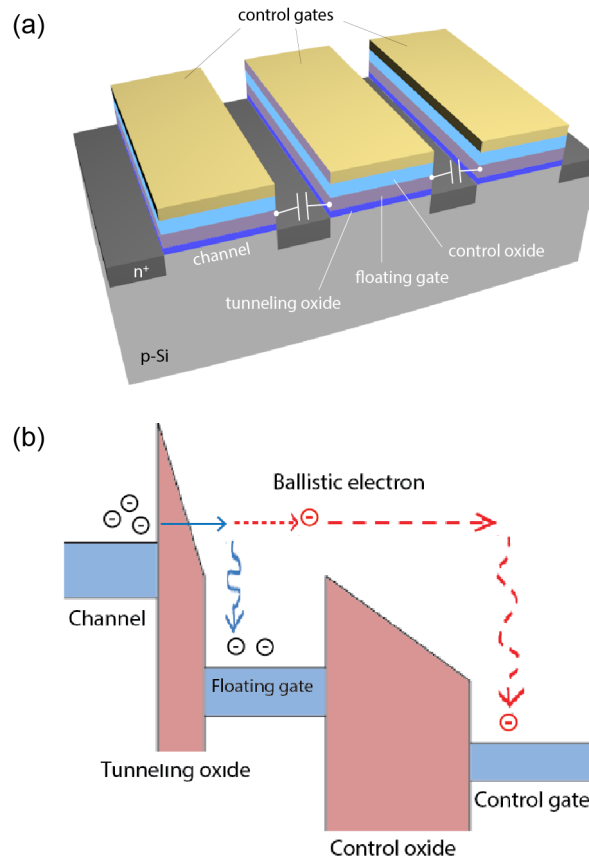 (a)
control gates
channel
control oxide
floating gate
tunneling oxide
n+
p-Si
(b)
Ballistic electron
Channel
Floating gate
Tunneling oxide
Control gate
Control oxide